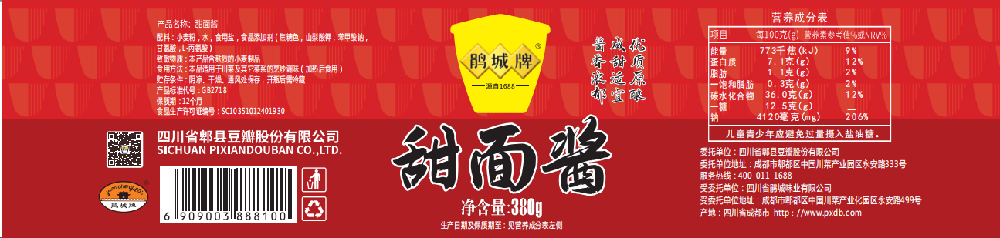 产品名称：甜面酱
配料：小麦粉，水，食用盐，食品添加剂（焦糖色，山梨酸钾，苯甲酸钠，
甘氨酸，L-丙氨酸）
致敏物质：本产品含麸质的小麦制品
食用方法：本品适用于川菜及其它菜系的烹炒调味（加热后食用）
贮存条件：阴凉、干燥、通风处保存，开瓶后需冷藏
产品标准代号：GB2718
保质期：12个月
食品生产许可证编号：SC10351012401930
四川省郫县豆瓣股份有限公司
SICHUAN PIXIANDOUBAN CO.,LTD.
juan cheng pai
®
鹃城牌
6 909003 888100
鹃城牌
®
源自1688
优质原酿
咸甜适宜
酱香浓郁
甜面酱
净含量:380g
生产日期及保质期至：见营养成分表左侧
营养成分表
项目 每100克(g) 营养素参考值%或NRV%
能量 773千焦(kJ) 9%
蛋白质 7.1克(g) 12%
脂肪 1.1克(g) 2%
一饱和脂肪 0.3克(g) 2%
碳水化合物 36.0克(g) 12%
一糖 12.5克(g) —
钠 4120毫克(mg) 206%
儿童青少年应避免过量摄入盐油糖。
委托单位：四川省郫县豆瓣股份有限公司
委托单位地址：成都市郫都区中国川菜产业园区永安路333号
服务热线：400-011-1688
受委托单位：四川省鹃城味业有限公司
受委托单位地址：成都市郫都区中国川菜产业化园区永安路499号
产地：四川省成都市 http：//www.pxdb.com